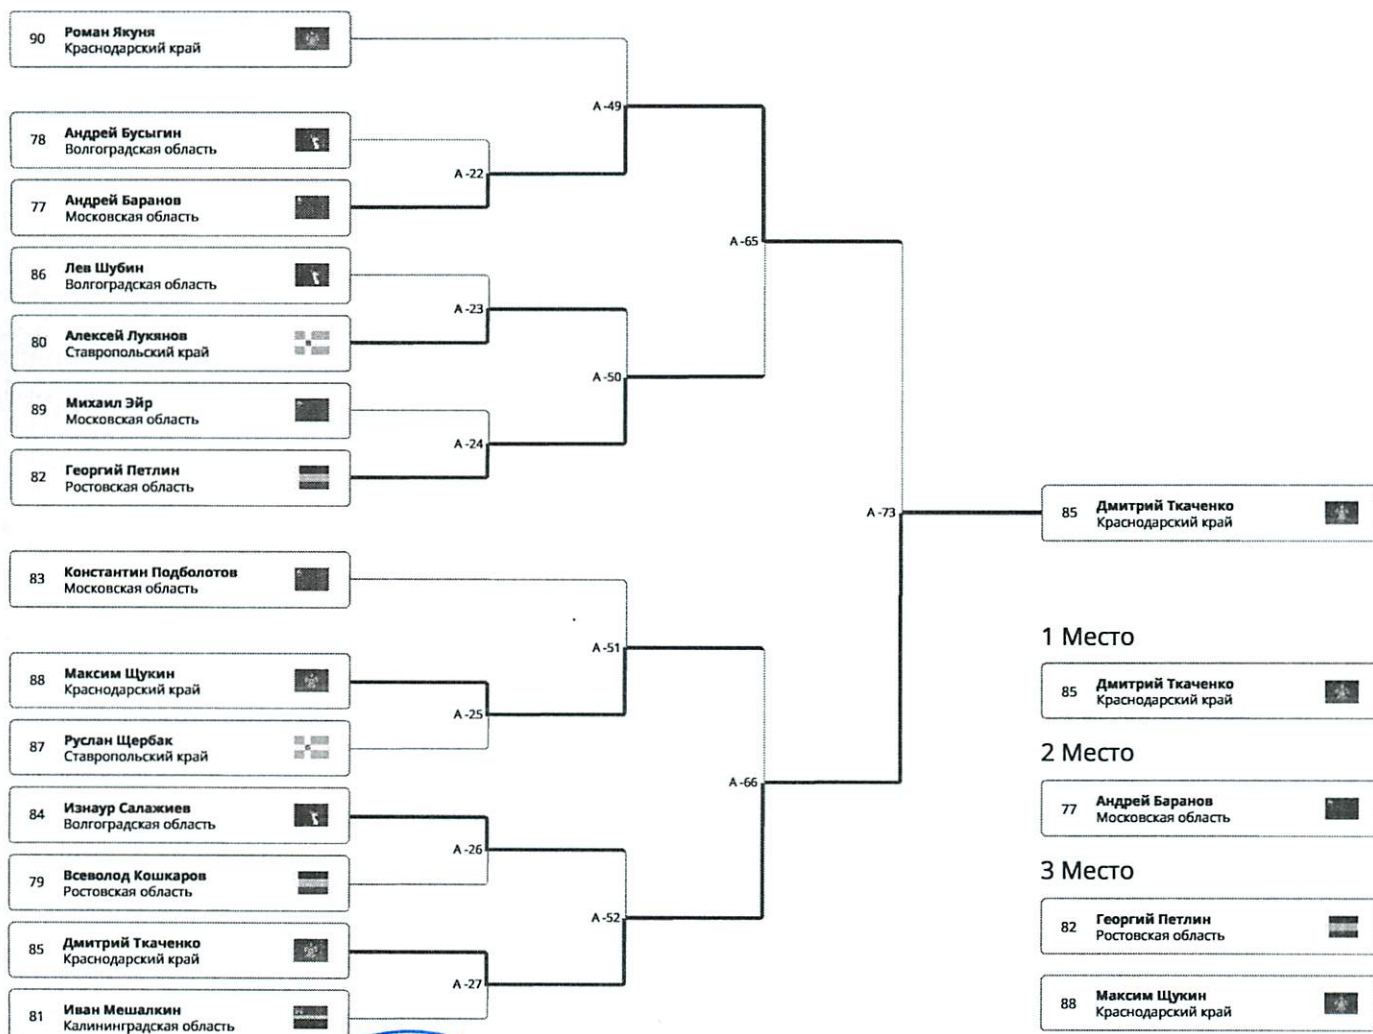 90
Роман Якуня
Краснодарский край
78
Андрей Бусыгин
Волгоградская область
77
Андрей Баранов
Московская область
86
Лев Шубин
Волгоградская область
80
Алексей Лукянов
Ставропольский край
89
Михаил Эйр
Московская область
82
Георгий Петлин
Ростовская область
83
Константин Подболотов
Московская область
88
Максим Щукин
Краснодарский край
87
Руслан Щербак
Ставропольский край
84
Изнаур Салажиев
Волгоградская область
79
Всеволод Кошкаров
Ростовская область
85
Дмитрий Ткаченко
Краснодарский край
81
Иван Мешалкин
Калининградская область
A -22
A -23
A -24
A -25
A -26
A -27
A -49
A -50
A -51
A -52
A -65
A -66
A -73
85
Дмитрий Ткаченко
Краснодарский край
1 Место
85
Дмитрий Ткаченко
Краснодарский край
2 Место
77
Андрей Баранов
Московская область
3 Место
82
Георгий Петлин
Ростовская область
88
Максим Щукин
Краснодарский край